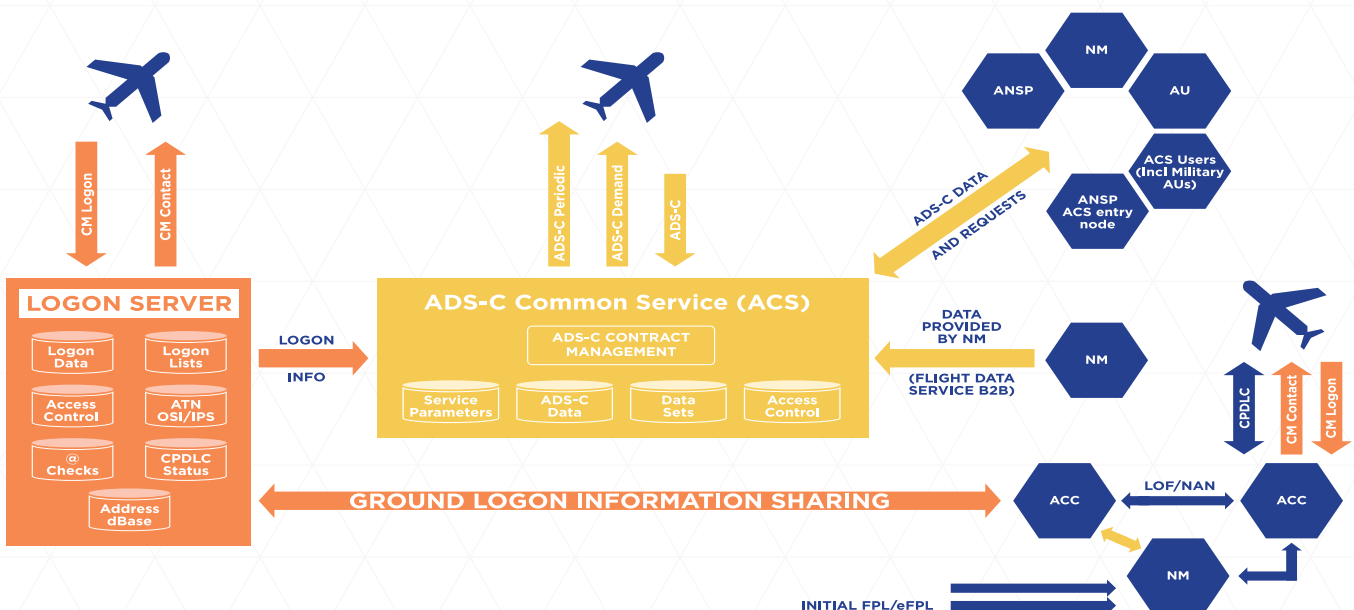 NM
ANSP
AU
ACS Users
(Incl Military
AUs)
ANSP
ACS entry
node
CM Logon
CM Contact
ADS-C Periodic
ADS-C Demand
ADS-C
ADS-C DATA
AND REQUESTS
LOGON SERVER
Logon
Data
Logon
Lists
Access
Control
ATN
OSI/IPS
@
Checks
CPDLC
Status
Address
dBase
LOGON
INFO
ADS-C Common Service (ACS)
ADS-C CONTRACT
MANAGEMENT
Service
Parameters
ADS-C
Data
Data
Sets
Access
Control
DATA
PROVIDED
BY NM
(FLIGHT DATA
SERVICE B2B)
NM
CPDLC
CM Contact
CM Logon
GROUND LOGON INFORMATION SHARING
ACC
LOF/NAN
ACC
NM
INITIAL FPL/eFPL